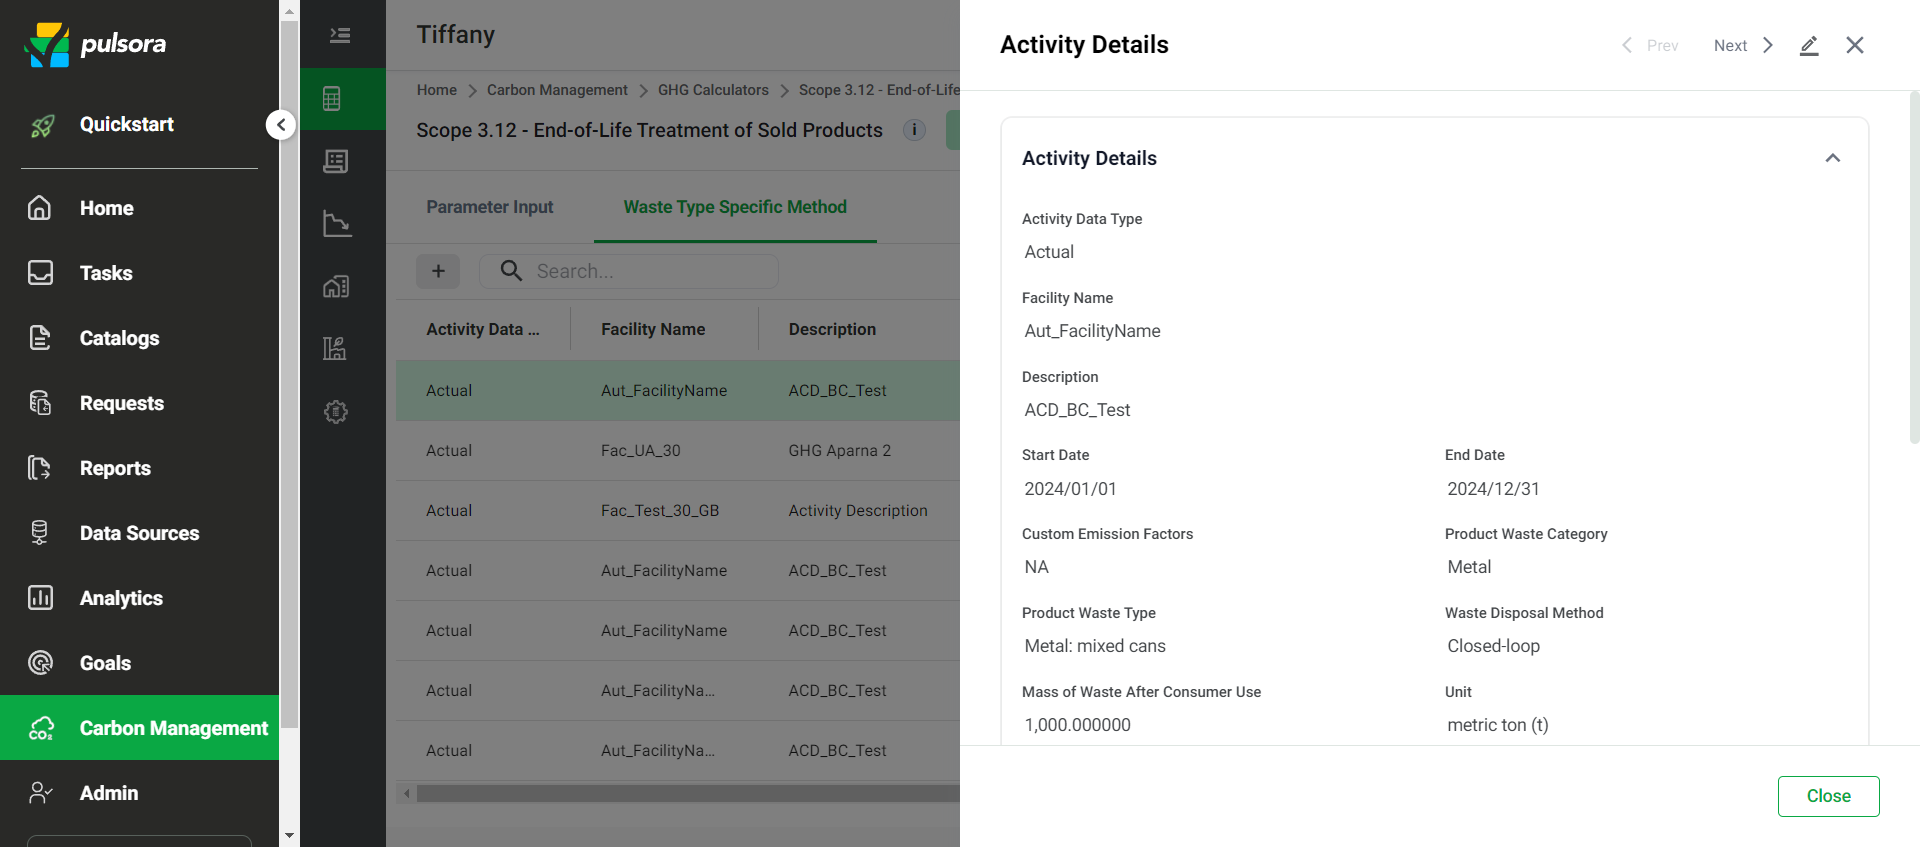 pulsora
Quickstart
Home
Tasks
Catalogs
Requests
Reports
Data Sources
Analytics
Goals
Carbon Management
CO₂
Admin
Tiffany
Home > Carbon Management > GHG Calculators > Scope 3.12 - End-of-Life
Scope 3.12 - End-of-Life Treatment of Sold Products i
Parameter Input Waste Type Specific Method
+ Search...
Activity Data ... Facility Name Description
Actual Aut_FacilityName ACD_BC_Test
Actual Fac_UA_30 GHG Aparna 2
Actual Fac_Test_30_GB Activity Description
Actual Aut_FacilityName ACD_BC_Test
Actual Aut_FacilityName ACD_BC_Test
Actual Aut_FacilityNa... ACD_BC_Test
Actual Aut_FacilityNa... ACD_BC_Test
Activity Details
Prev Next
Activity Details
Activity Data Type
Actual
Facility Name
Aut_FacilityName
Description
ACD_BC_Test
Start Date End Date
2024/01/01 2024/12/31
Custom Emission Factors Product Waste Category
NA Metal
Product Waste Type Waste Disposal Method
Metal: mixed cans Closed-loop
Mass of Waste After Consumer Use Unit
1,000.000000 metric ton (t)
Close